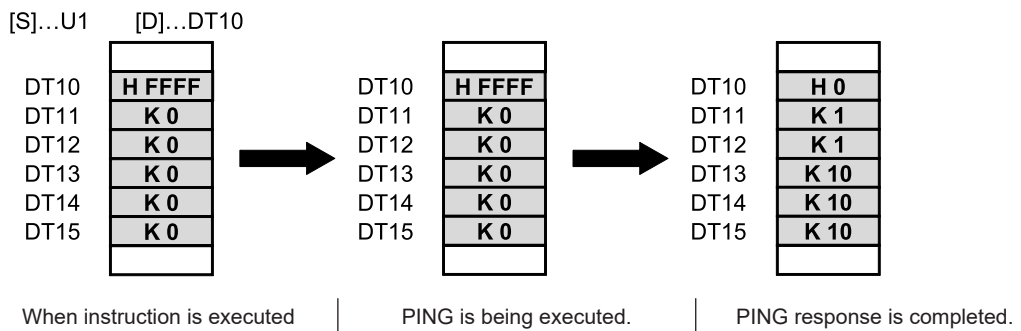 [S]...U1 [D]...DT10
DT10 H FFFF DT10 H FFFF DT10 H 0
DT11 K 0 DT11 K 0 DT11 K 1
DT12 K 0 DT12 K 0 DT12 K 1
DT13 K 0 DT13 K 0 DT13 K 10
DT14 K 0 DT14 K 0 DT14 K 10
DT15 K 0 DT15 K 0 DT15 K 10
When instruction is executed PING is being executed. PING response is completed.